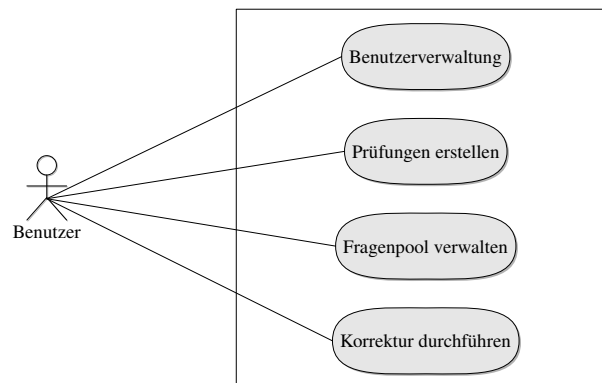 Benutzerverwaltung
Prüfungen erstellen
Benutzer
Fragenpool verwalten
Korrektur durchführen